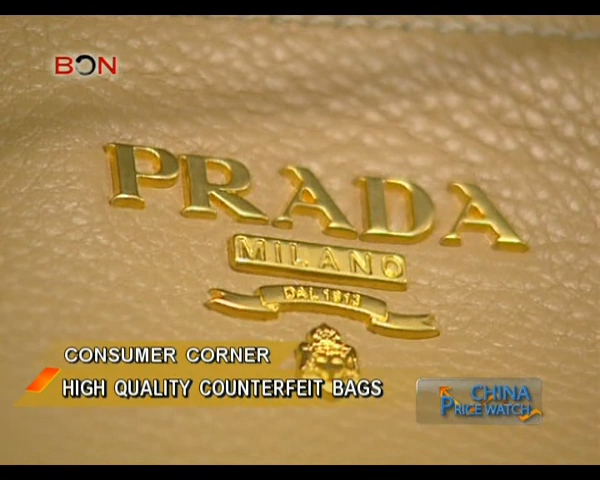 BON
PRADA
MILANO
DAL 1913
CONSUMER CORNER
HIGH QUALITY COUNTERFEIT BAGS
CHINA
PRICE WATCH